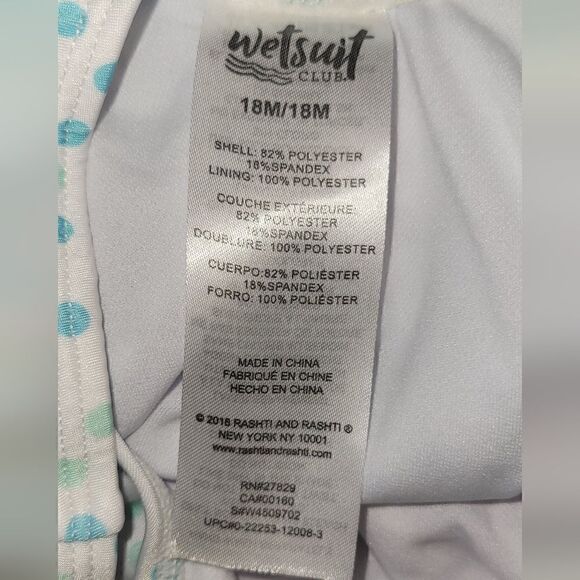 wetsuit
CLUB
18M/18M
SHELL: 82% POLYESTER
18%SPANDEX
LINING: 100% POLYESTER
COUCHE EXTÉRIEURE:
82% POLYESTER
18%SPANDEX
DOUBLURE: 100% POLYESTER
CUERPO:82% POLIÉSTER
18%SPANDEX
FORRO: 100% POLIÉSTER
MADE IN CHINA
FABRIQUÉ EN CHINE
HECHO EN CHINA
© 2018 RASHTI AND RASHTI ®
NEW YORK NY 10001
www.rashtiandrashti.com
RN#27829
CA#00160
S#W4509702
UPC#0-22253-12008-3